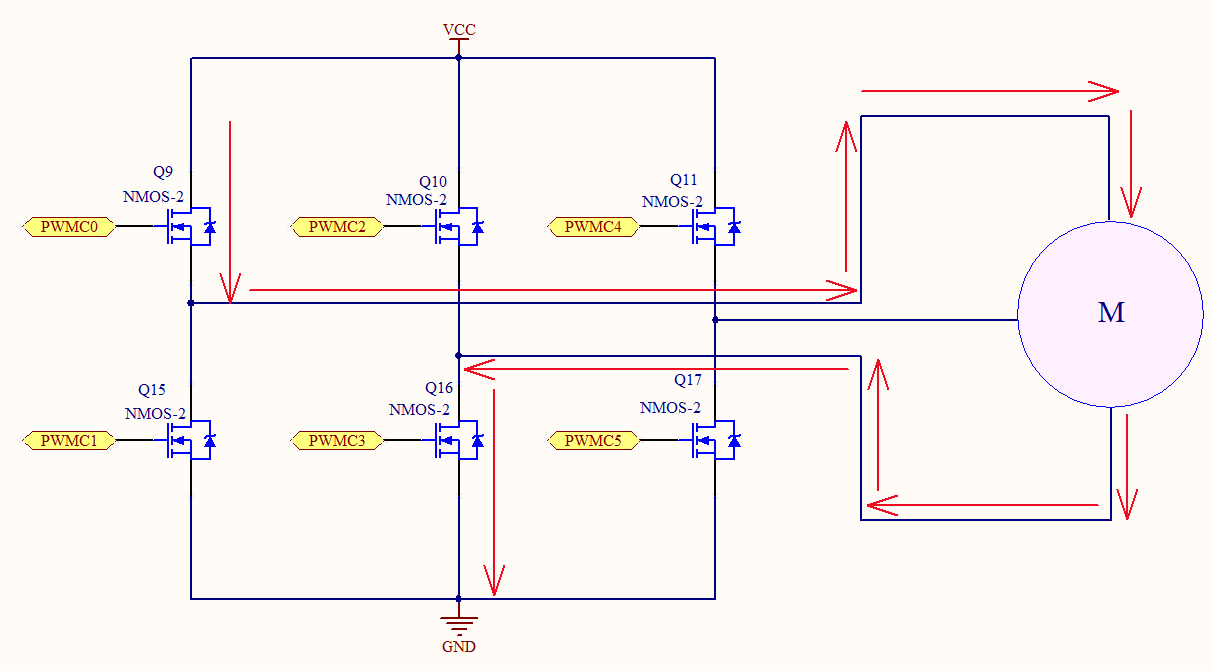 VCC
Q9
NMOS-2
Q10
NMOS-2
Q11
NMOS-2
PWMC0
PWMC2
PWMC4
M
Q15
NMOS-2
Q16
NMOS-2
Q17
NMOS-2
PWMC1
PWMC3
PWMC5
GND